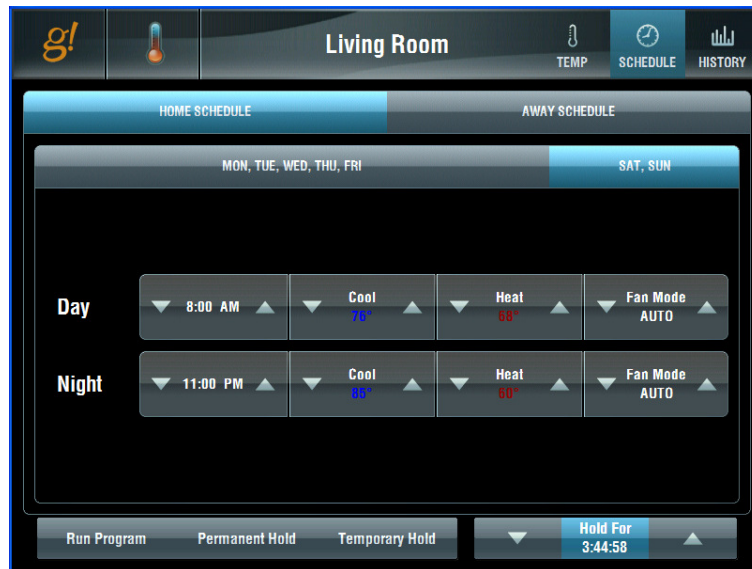 g!
Living Room
TEMP
SCHEDULE
HISTORY
HOME SCHEDULE
AWAY SCHEDULE
MON, TUE, WED, THU, FRI
SAT, SUN
Day
8:00 AM
Cool
76°
Heat
68°
Fan Mode
AUTO
Night
11:00 PM
Cool
85°
Heat
60°
Fan Mode
AUTO
Run Program
Permanent Hold
Temporary Hold
Hold For
3:44:58